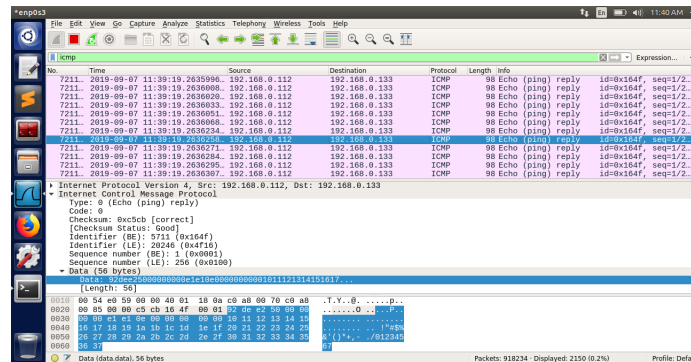 *enp0s3
En
11:40 AM
File Edit View Go Capture Analyze Statistics Telephony Wireless Tools Help
icmp
Expression…
No. Time Source Destination Protocol Length Info
7211… 2019-09-07 11:39:19.2635996… 192.168.0.112 192.168.0.133 ICMP 98 Echo (ping) reply id=0x164f, seq=1/2…
7211… 2019-09-07 11:39:19.2636008… 192.168.0.112 192.168.0.133 ICMP 98 Echo (ping) reply id=0x164f, seq=1/2…
7211… 2019-09-07 11:39:19.2636020… 192.168.0.112 192.168.0.133 ICMP 98 Echo (ping) reply id=0x164f, seq=1/2…
7211… 2019-09-07 11:39:19.2636033… 192.168.0.112 192.168.0.133 ICMP 98 Echo (ping) reply id=0x164f, seq=1/2…
7211… 2019-09-07 11:39:19.2636051… 192.168.0.112 192.168.0.133 ICMP 98 Echo (ping) reply id=0x164f, seq=1/2…
7211… 2019-09-07 11:39:19.2636068… 192.168.0.112 192.168.0.133 ICMP 98 Echo (ping) reply id=0x164f, seq=1/2…
7211… 2019-09-07 11:39:19.2636234… 192.168.0.112 192.168.0.133 ICMP 98 Echo (ping) reply id=0x164f, seq=1/2…
7211… 2019-09-07 11:39:19.2636258… 192.168.0.112 192.168.0.133 ICMP 98 Echo (ping) reply id=0x164f, seq=1/2…
7211… 2019-09-07 11:39:19.2636271… 192.168.0.112 192.168.0.133 ICMP 98 Echo (ping) reply id=0x164f, seq=1/2…
7211… 2019-09-07 11:39:19.2636284… 192.168.0.112 192.168.0.133 ICMP 98 Echo (ping) reply id=0x164f, seq=1/2…
7211… 2019-09-07 11:39:19.2636295… 192.168.0.112 192.168.0.133 ICMP 98 Echo (ping) reply id=0x164f, seq=1/2…
7211… 2019-09-07 11:39:19.2636307… 192.168.0.112 192.168.0.133 ICMP 98 Echo (ping) reply id=0x164f, seq=1/2…
Internet Protocol Version 4, Src: 192.168.0.112, Dst: 192.168.0.133
Internet Control Message Protocol
Type: 0 (Echo (ping) reply)
Code: 0
Checksum: 0xc5cb [correct]
[Checksum Status: Good]
Identifier (BE): 5711 (0x164f)
Identifier (LE): 20246 (0x4f16)
Sequence number (BE): 1 (0x0001)
Sequence number (LE): 256 (0x0100)
Data (56 bytes)
Data: 92dee25000000000e1e10e0000000000101112131415161 7…
[Length: 56]
0010 00 54 e0 59 00 00 40 01 18 0a c0 a8 00 70 c0 a8 .T.Y..@. .....p..
0020 00 85 00 00 c5 cb 16 4f 00 01 92 de e2 50 00 00 .......O .....P..
0030 00 00 e1 e1 0e 00 00 00 00 00 10 11 12 13 14 15 ........ ........
0040 16 17 18 19 1a 1b 1c 1d 1e 1f 20 21 22 23 24 25 ........ .. !"#$%
0050 26 27 28 29 2a 2b 2c 2d 2e 2f 30 31 32 33 34 35 &'()*+,- ./012345
0060 36 37 67
Data (data.data), 56 bytes
Packets: 918234 · Displayed: 2150 (0.2%)
Profile: Defa